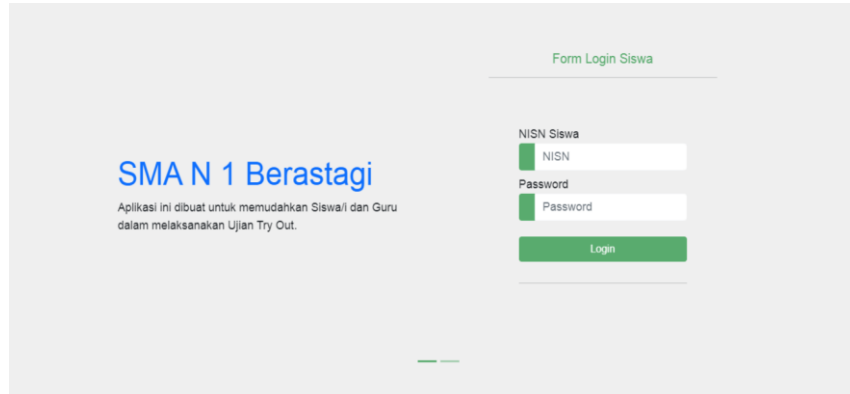 Form Login Siswa
SMA N 1 Berastagi
Aplikasi ini dibuat untuk memudahkan Siswa/i dan Guru
dalam melaksanakan Ujian Try Out.
NISN Siswa
NISN
Password
Password
Login